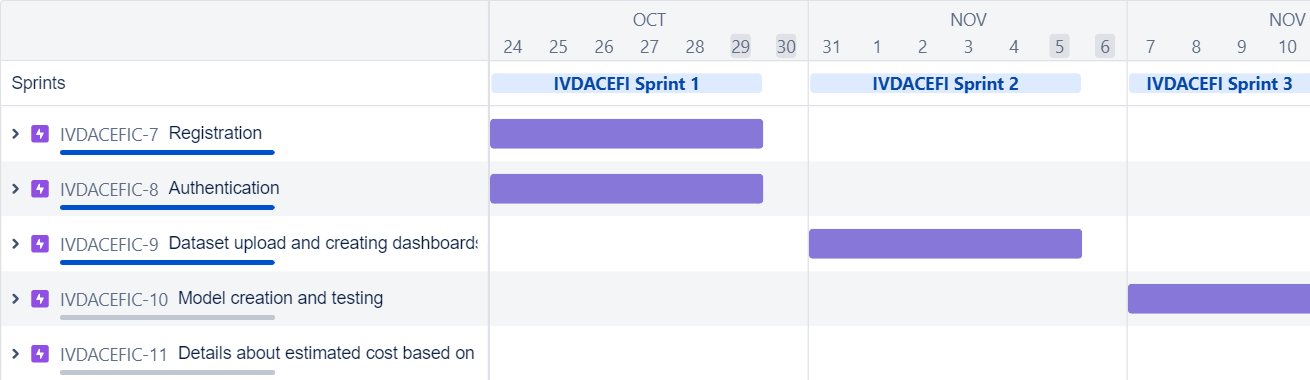 OCT NOV NOV
24 25 26 27 28 29 30 31 1 2 3 4 5 6 7 8 9 10
Sprints IVDACEFI Sprint 1 IVDACEFI Sprint 2 IVDACEFI Sprint 3
IVDACEFIC-7 Registration
IVDACEFIC-8 Authentication
IVDACEFIC-9 Dataset upload and creating dashboards
IVDACEFIC-10 Model creation and testing
IVDACEFIC-11 Details about estimated cost based on